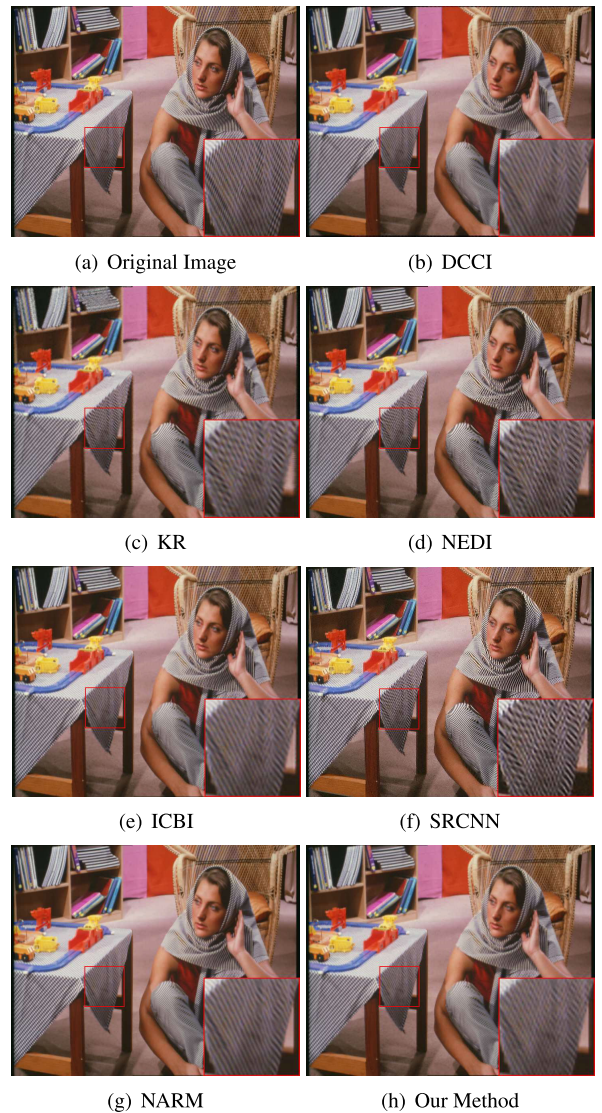 (a) Original Image
(b) DCCI
(c) KR
(d) NEDI
(e) ICBI
(f) SRCNN
(g) NARM
(h) Our Method